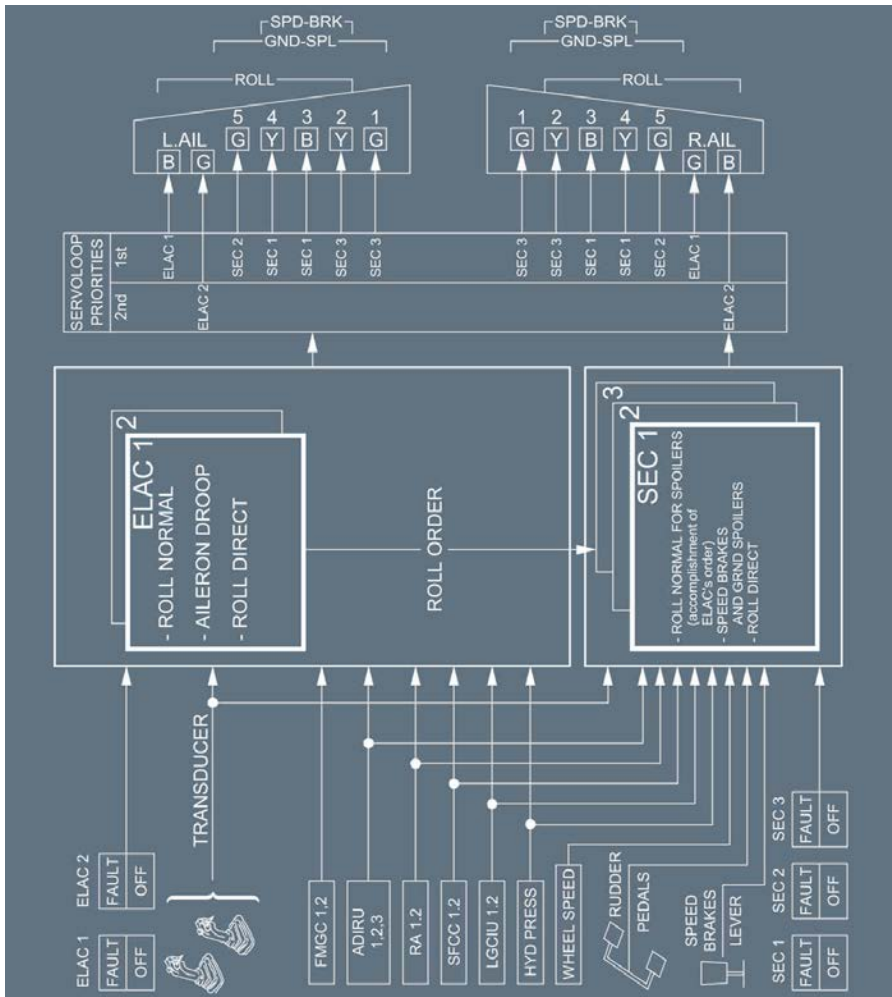 SPD-BRK
GND-SPL
ROLL
5 4 3 2 1
L.AIL
B G G Y B Y G
SPD-BRK
GND-SPL
ROLL
1 2 3 4 5
R.AIL
G Y B Y G G B
SERVOLOOP
PRIORITIES
1st
ELAC 1
SEC 2
SEC 1
SEC 1
SEC 3
SEC 3
SEC 3
SEC 3
SEC 1
SEC 1
SEC 2
ELAC 1
2nd
ELAC 2
ELAC 2
2
ELAC 1
- ROLL NORMAL
- AILERON DROOP
- ROLL DIRECT
ROLL ORDER
3
2
SEC 1
- ROLL NORMAL FOR SPOILERS
(accomplishment of
ELAC's order)
- SPEED BRAKES
AND GRND SPOILERS
- ROLL DIRECT
ELAC 1
FAULT
OFF
ELAC 2
FAULT
OFF
TRANSDUCER
FMGC 1,2
ADIRU
1,2,3
RA 1.2
SFCC 1.2
LGCIU 1.2
HYD PRESS
WHEEL SPEED
RUDDER
PEDALS
SPEED
BRAKES
LEVER
SEC 1
FAULT
OFF
SEC 2
FAULT
OFF
SEC 3
FAULT
OFF